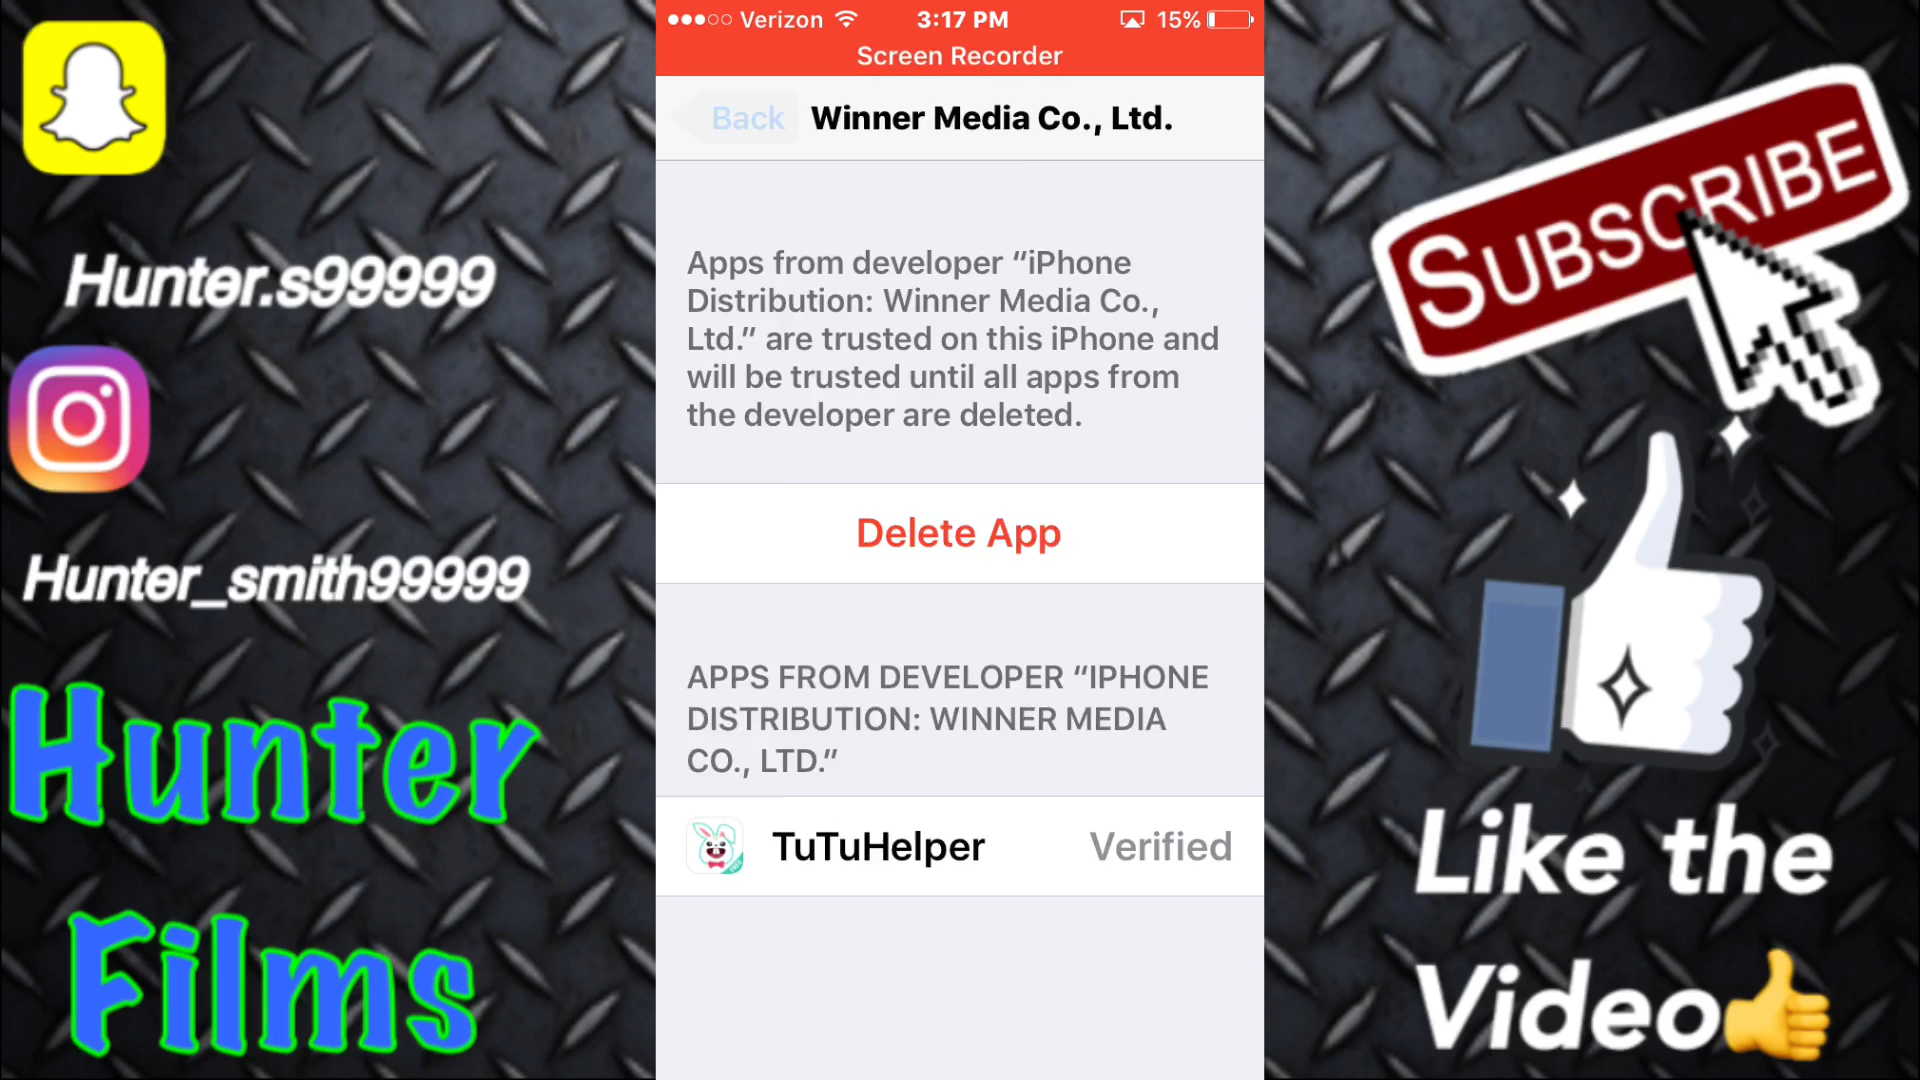 Verizon 3:17 PM 15%
Screen Recorder
Back Winner Media Co., Ltd.
Apps from developer “iPhone
Distribution: Winner Media Co.,
Ltd.” are trusted on this iPhone and
will be trusted until all apps from
the developer are deleted.
Delete App
APPS FROM DEVELOPER “IPHONE
DISTRIBUTION: WINNER MEDIA
CO., LTD.”
TuTuHelper Verified
Hunter.s99999
Hunter_smith99999
Hunter
Films
SUBSCRIBE
Like the
Video👍